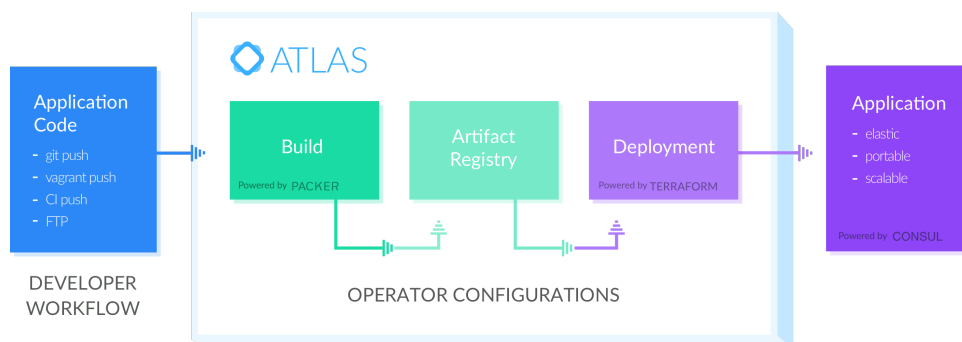 ATLAS
Application
Code
- git push
- vagrant push
- CI push
- FTP
DEVELOPER
WORKFLOW
Build
Powered by PACKER
Artifact
Registry
Deployment
Powered by TERRAFORM
OPERATOR CONFIGURATIONS
Application
- elastic
- portable
- scalable
Powered by CONSUL